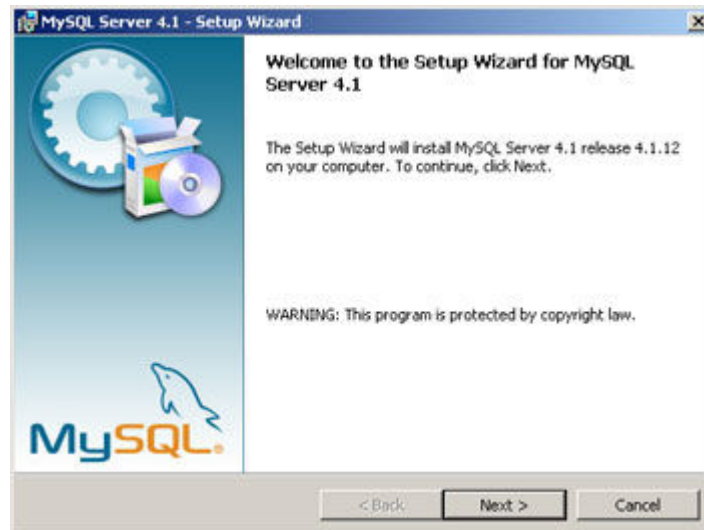 MySQL Server 4.1 - Setup Wizard
Welcome to the Setup Wizard for MySQL
Server 4.1
The Setup Wizard will install MySQL Server 4.1 release 4.1.12
on your computer. To continue, click Next.
WARNING: This program is protected by copyright law.
MySQL®
< Back
Next >
Cancel